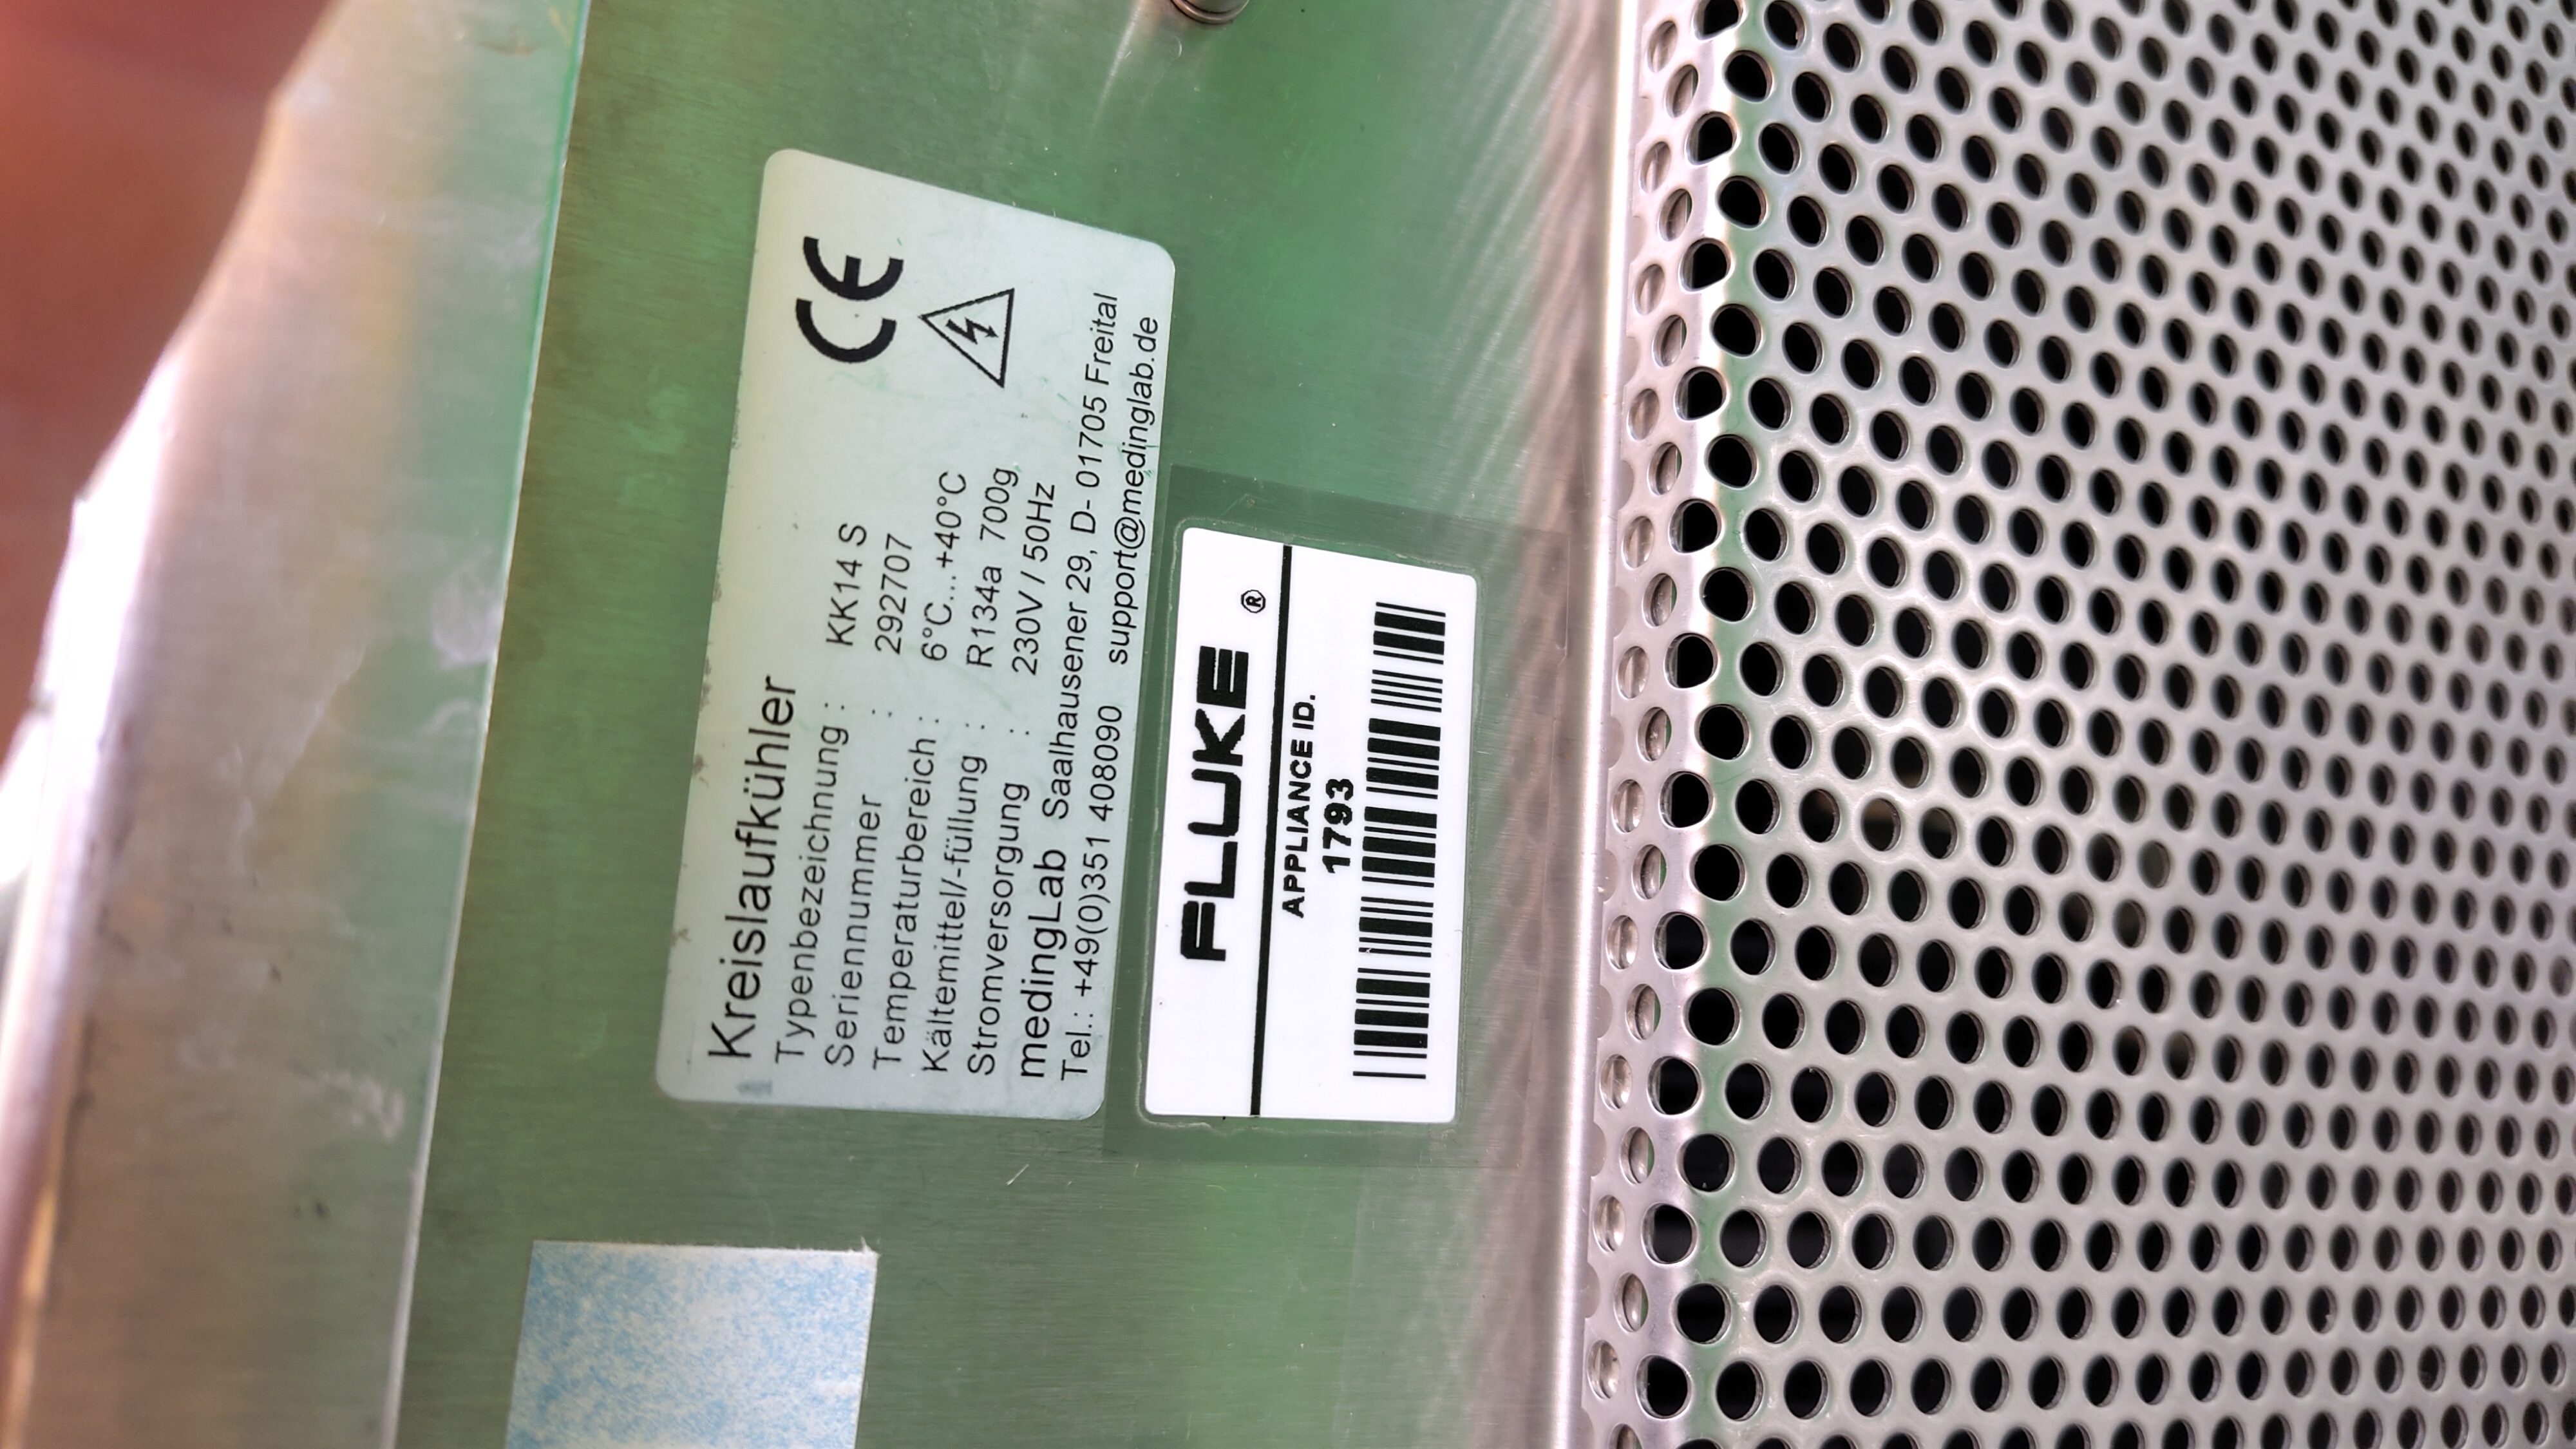 Kreislaufkühler
Typenbezeichnung : KK14 S
Seriennummer : 292707
Temperaturbereich : 6°C...+40°C
Kältemittel/-füllung : R134a 700g
Stromversorgung : 230V / 50Hz
medingLab Saalhausener 29, D- 01705 Freital
Tel.: +49(0)351 408090 support@medinglab.de
CE
FLUKE ®
APPLIANCE ID.
1793